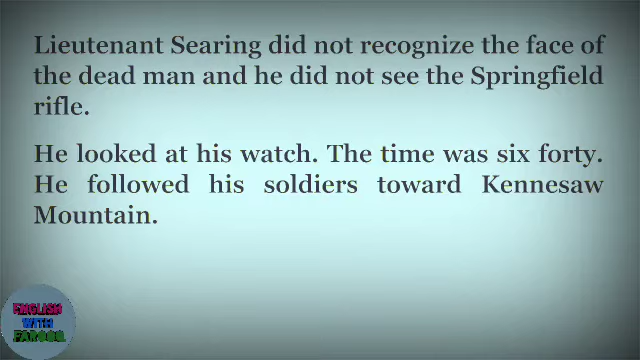 Lieutenant Searing did not recognize the face of
the dead man and he did not see the Springfield
rifle.
He looked at his watch. The time was six forty.
He followed his soldiers toward Kennesaw
Mountain.
ENGLISH
WITH
FAROOQ